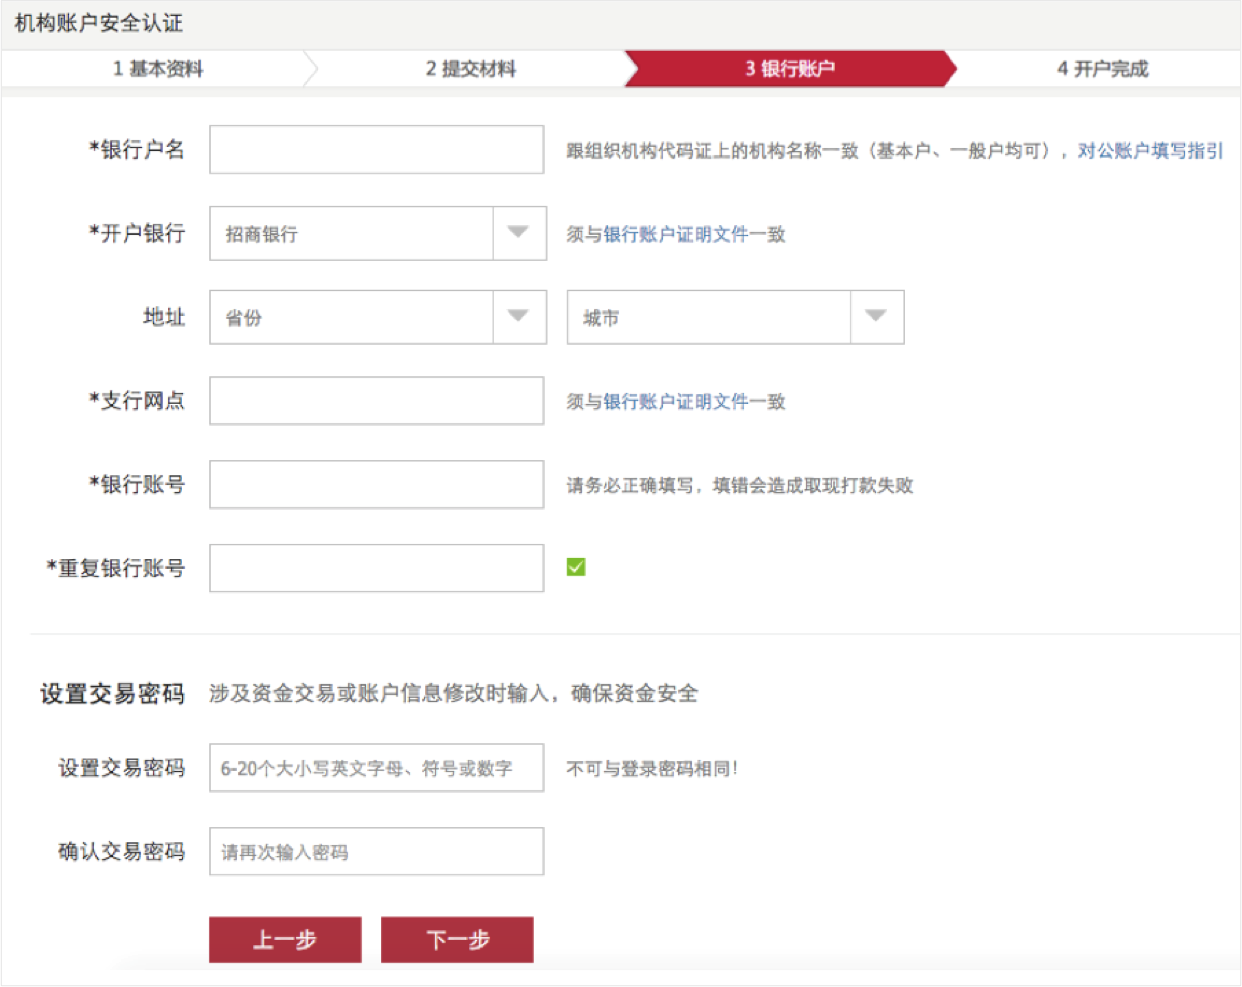 机构账户安全认证
1 基本资料 2 提交材料 3 银行账户 4 开户完成
*银行户名 跟组织机构代码证上的机构名称一致（基本户、一般户均可），对公账户填写指引
*开户银行 招商银行 须与银行账户证明文件一致
地址 省份 城市
*支行网点 须与银行账户证明文件一致
*银行账号 请务必正确填写，填错会造成取现打款失败
*重复银行账号
设置交易密码 涉及资金交易或账户信息修改时输入，确保资金安全
设置交易密码 6-20个大小写英文字母、符号或数字 不可与登录密码相同！
确认交易密码 请再次输入密码
上一步 下一步